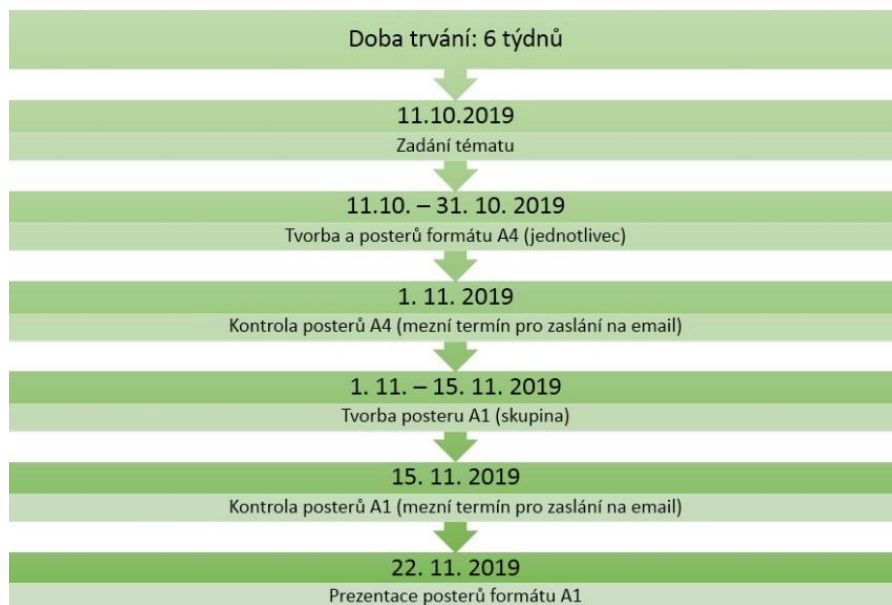 Doba trvání: 6 týdnů
11.10.2019
Zadání tématu
11.10. – 31. 10. 2019
Tvorba a posterů formátu A4 (jednotlivec)
1. 11. 2019
Kontrola posterů A4 (mezní termín pro zaslání na email)
1. 11. – 15. 11. 2019
Tvorba posteru A1 (skupina)
15. 11. 2019
Kontrola posterů A1 (mezní termín pro zaslání na email)
22. 11. 2019
Prezentace posterů formátu A1